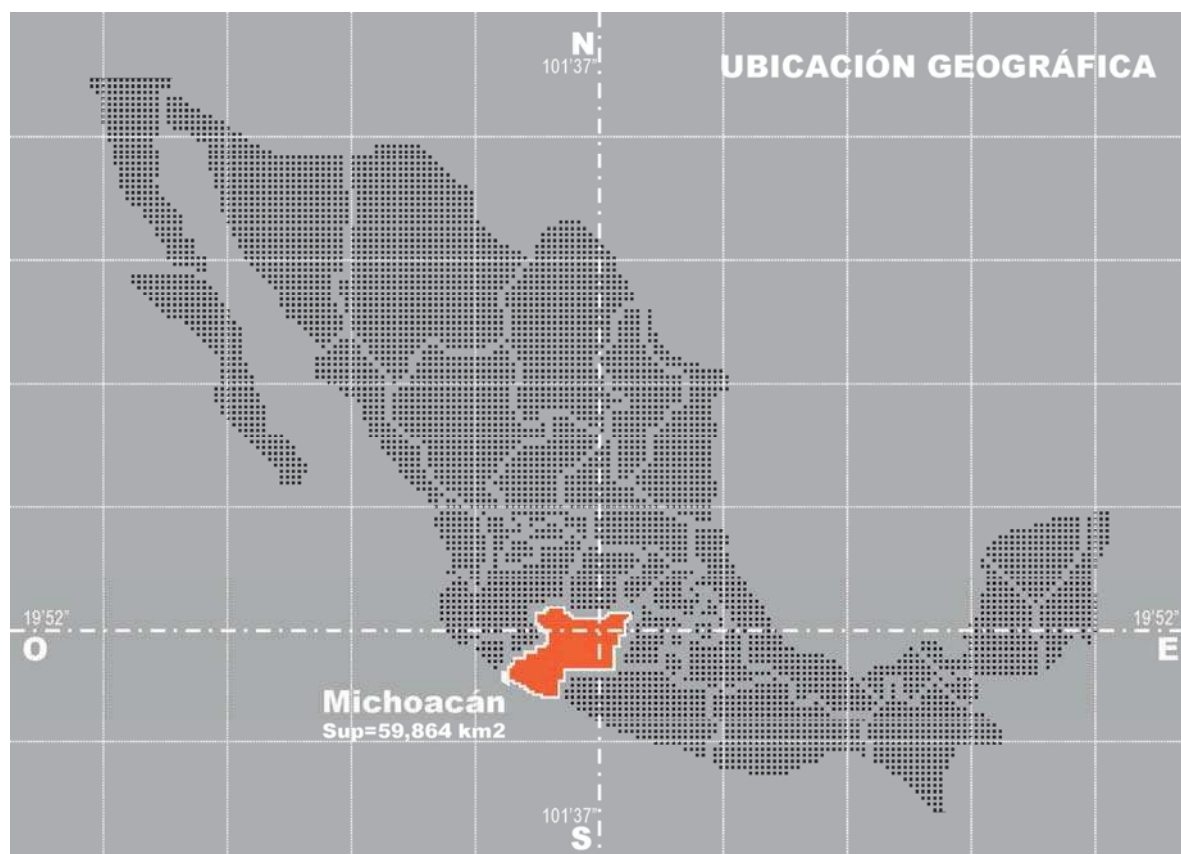 N
101'37"
UBICACIÓN GEOGRÁFICA
19'52"
O
19'52"
E
Michoacán
Sup=59,864 km2
101'37"
S